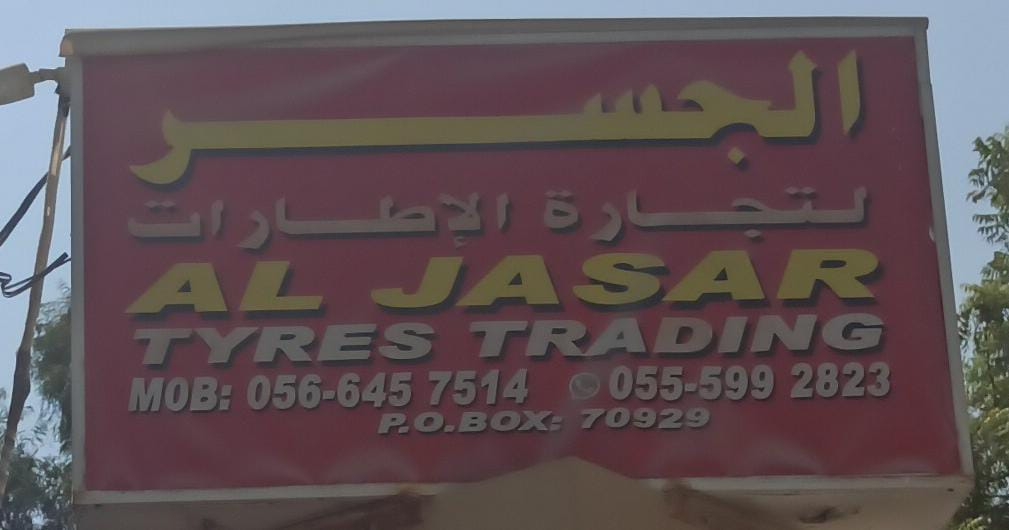 الجسر
لتجارة الإطارات
AL JASAR
TYRES TRADING
MOB: 056-645 7514 055-599 2823
P.O.BOX: 70929